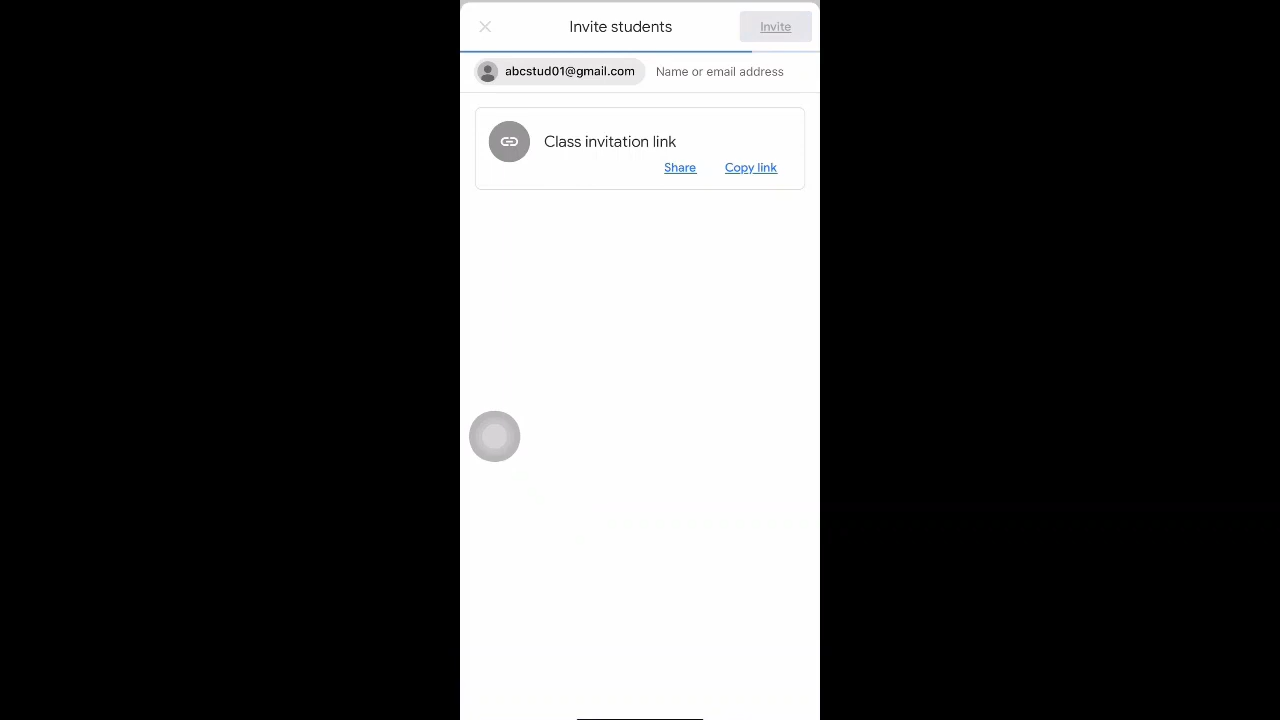 Invite students
Invite
abcstud01@gmail.com Name or email address
Class invitation link
Share Copy link